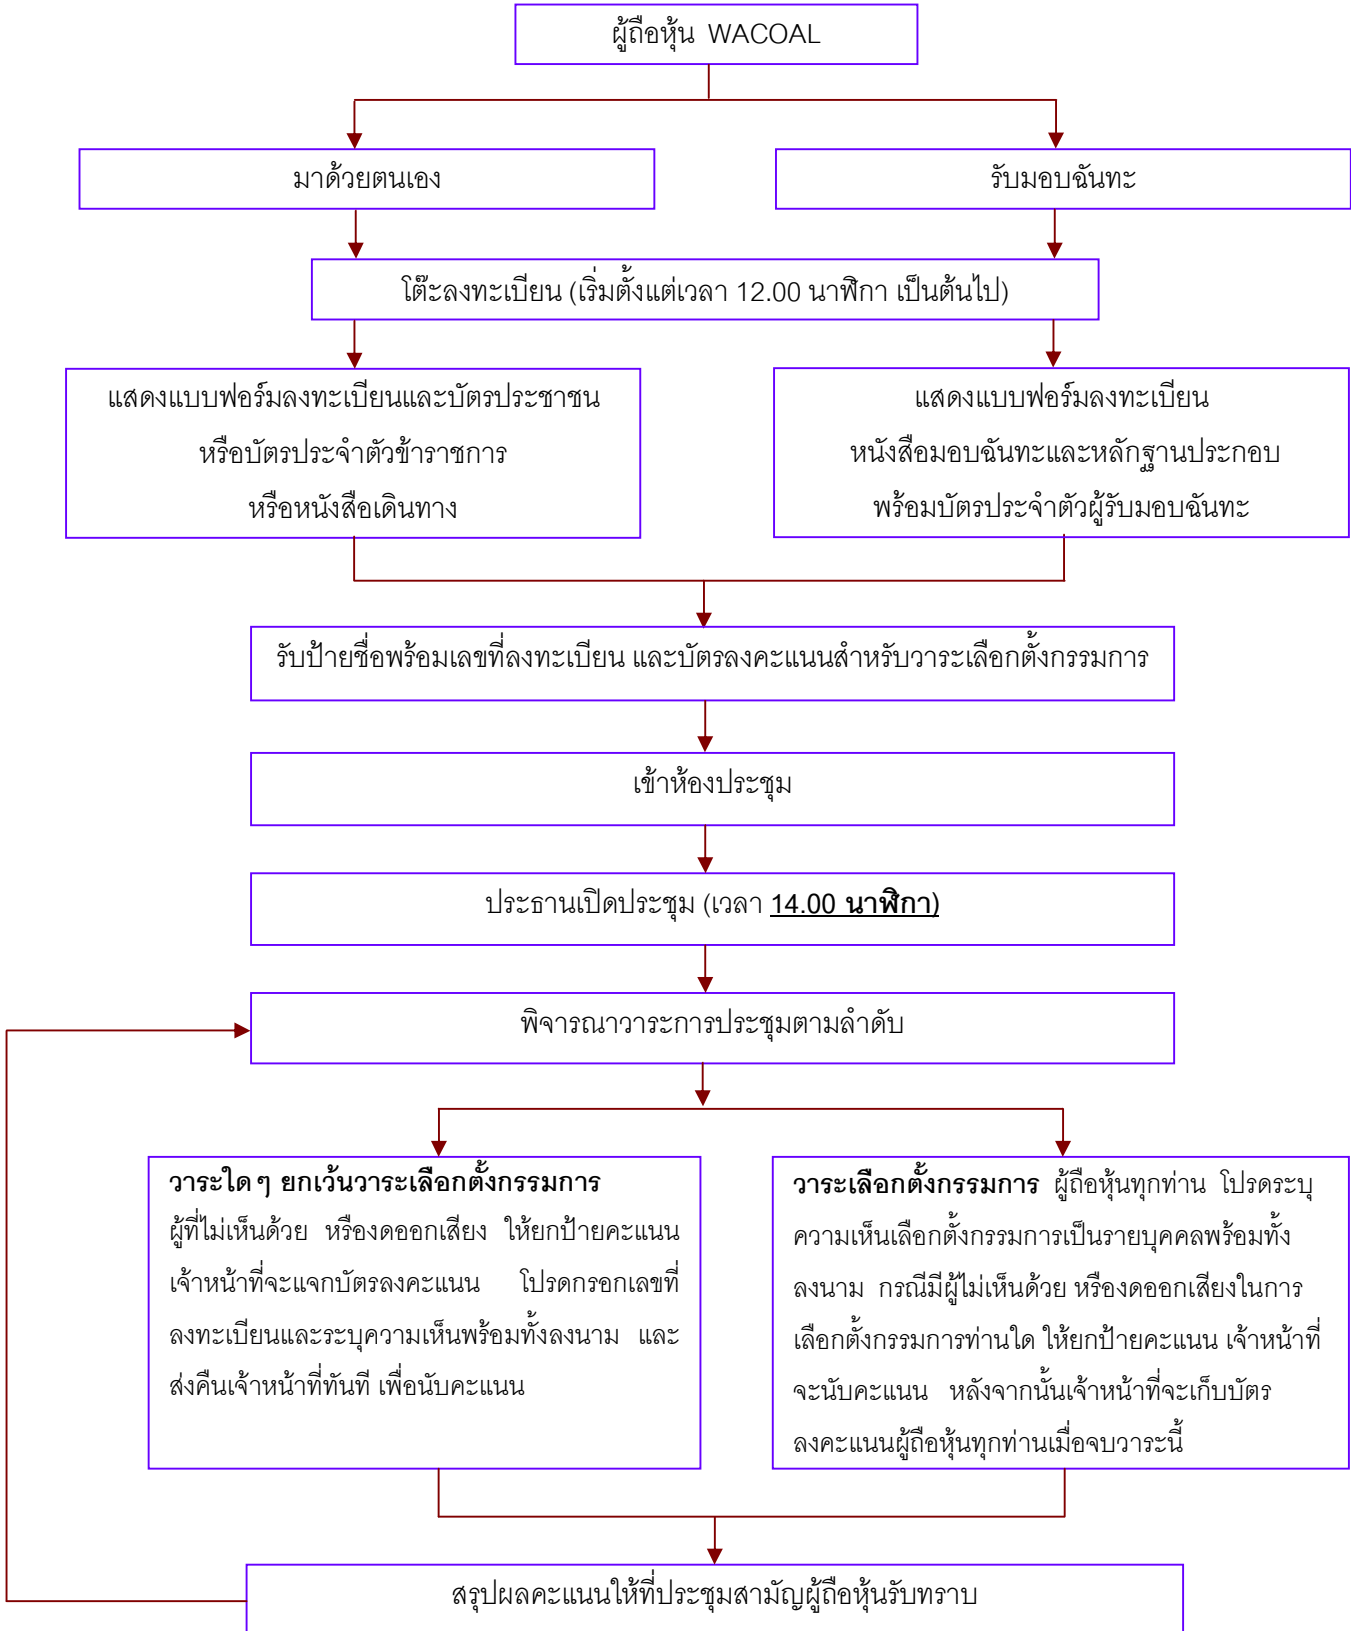 ผู้ถือหุ้น WACOAL
มาด้วยตนเอง
รับมอบฉันทะ
โต๊ะลงทะเบียน (เริ่มตั้งแต่เวลา 12.00 นาฬิกา เป็นต้นไป)
แสดงแบบฟอร์มลงทะเบียนและบัตรประชาชน
หรือบัตรประจำตัวข้าราชการ
หรือหนังสือเดินทาง
แสดงแบบฟอร์มลงทะเบียน
หนังสือมอบฉันทะและหลักฐานประกอบ
พร้อมบัตรประจำตัวผู้รับมอบฉันทะ
รับป้ายชื่อพร้อมเลขที่ลงทะเบียน และบัตรลงคะแนนสำหรับวาระเลือกตั้งกรรมการ
เข้าห้องประชุม
ประธานเปิดประชุม (เวลา 14.00 นาฬิกา)
พิจารณาวาระการประชุมตามลำดับ
วาระใด ๆ ยกเว้นวาระเลือกตั้งกรรมการ
ผู้ที่ไม่เห็นด้วย หรืองดออกเสียง ให้ยกป้ายคะแนน
เจ้าหน้าที่จะแจกบัตรลงคะแนน โปรดกรอกเลขที่
ลงทะเบียนและระบุความเห็นพร้อมทั้งลงนาม และ
ส่งคืนเจ้าหน้าที่ทันที เพื่อนับคะแนน
วาระเลือกตั้งกรรมการ ผู้ถือหุ้นทุกท่าน โปรดระบุ
ความเห็นเลือกตั้งกรรมการเป็นรายบุคคลพร้อมทั้ง
ลงนาม กรณีมีผู้ไม่เห็นด้วย หรืองดออกเสียงในการ
เลือกตั้งกรรมการท่านใด ให้ยกป้ายคะแนน เจ้าหน้าที่
จะนับคะแนน หลังจากนั้นเจ้าหน้าที่จะเก็บบัตร
ลงคะแนนผู้ถือหุ้นทุกท่านเมื่อจบวาระนี้
สรุปผลคะแนนให้ที่ประชุมสามัญผู้ถือหุ้นรับทราบ